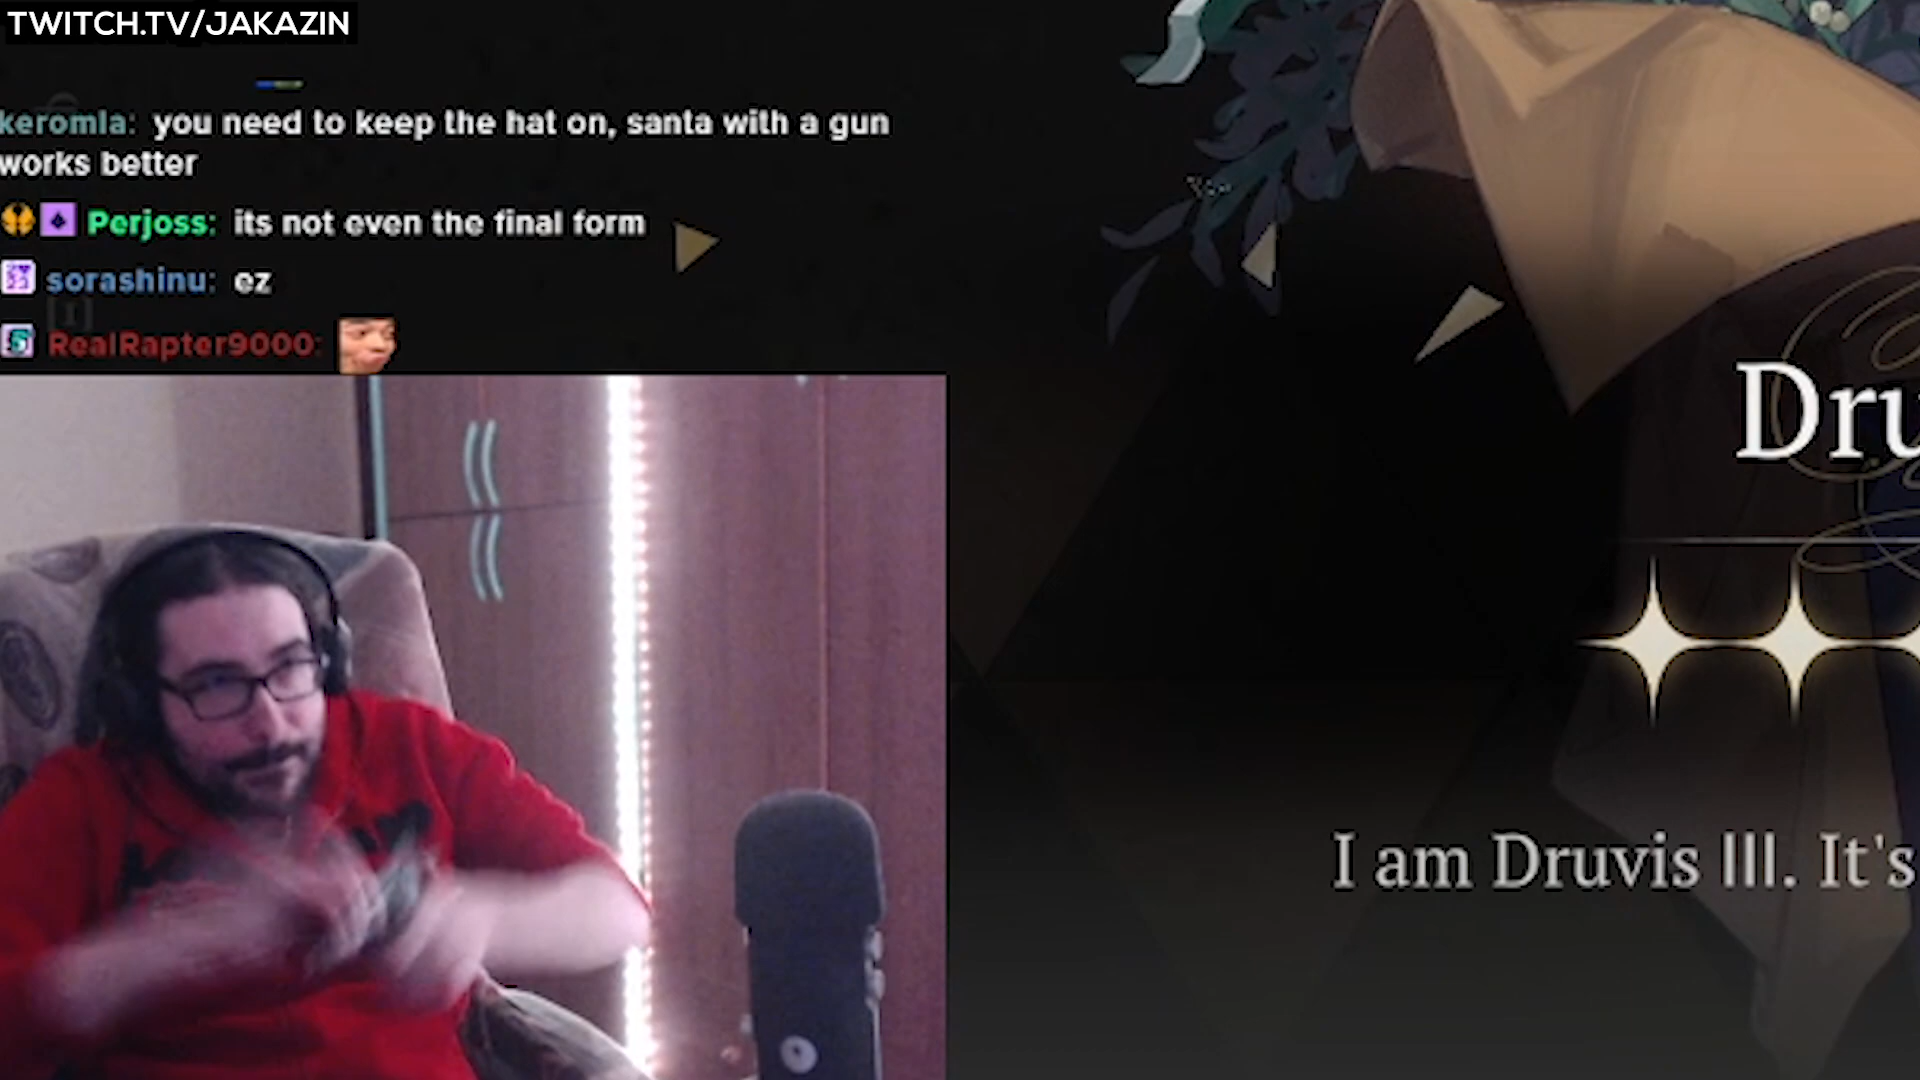 TWITCH.TV/JAKAZIN
keromla: you need to keep the hat on, santa with a gun
works better
Perjoss: its not even the final form
sorashinu: ez
RealRapter9000:
Dru
I am Druvis III. It's